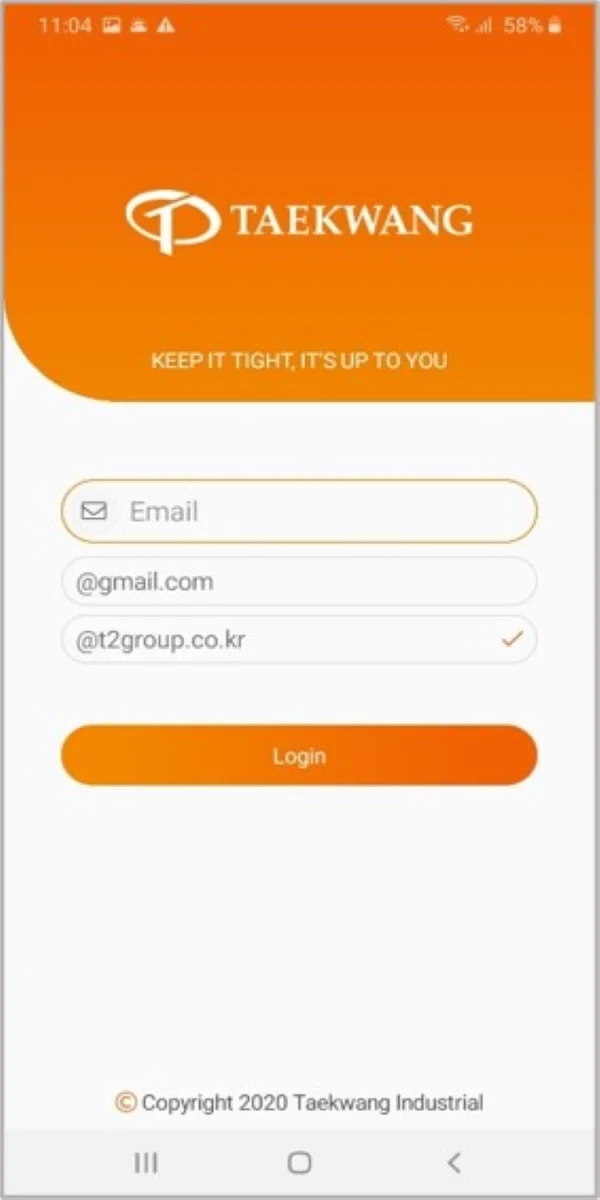 11:04
58%
TAEKWANG
KEEP IT TIGHT, IT'S UP TO YOU
Email
@gmail.com
@t2group.co.kr
Login
© Copyright 2020 Taekwang Industrial